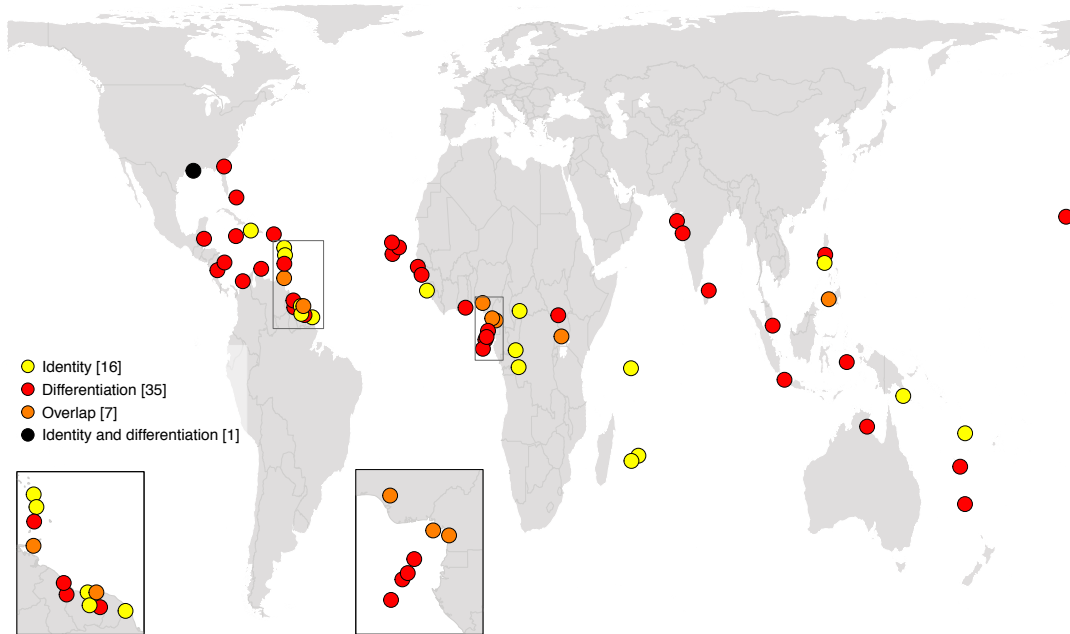 Identity [16]
Differentiation [35]
Overlap [7]
Identity and differentiation [1]